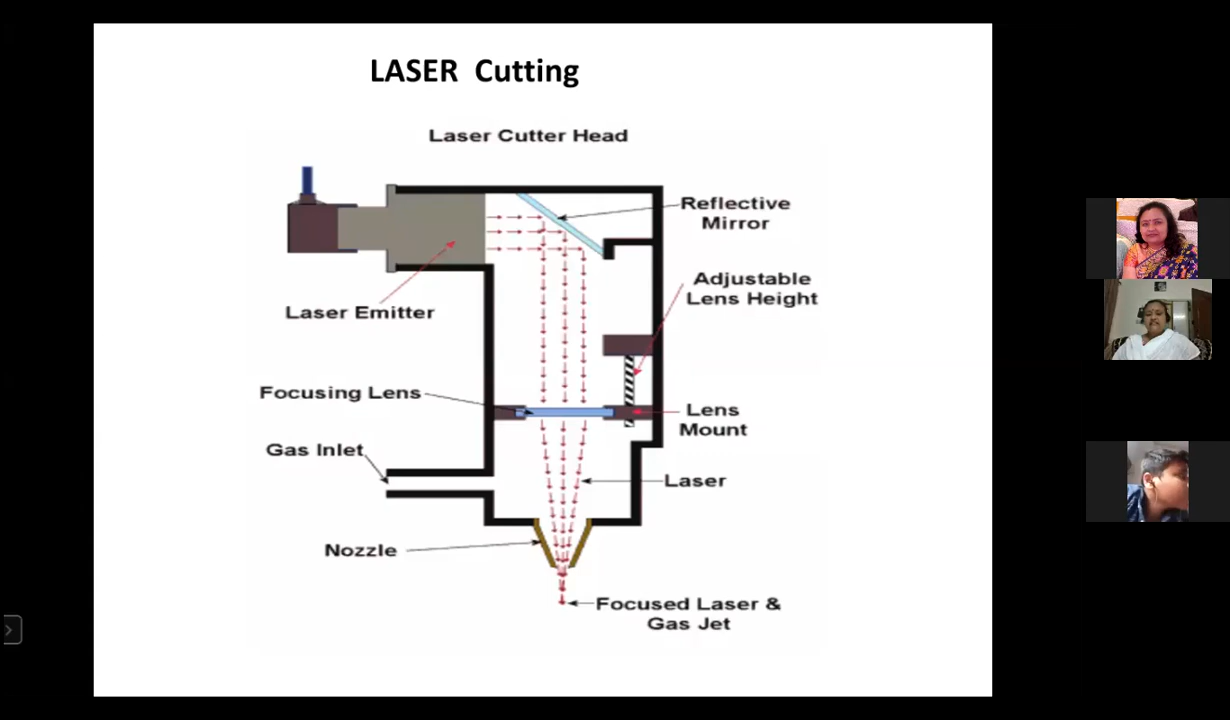 LASER  Cutting
Laser Cutter Head
Reflective
Mirror
Adjustable
Lens Height
Laser Emitter
Focusing Lens
Lens
Mount
Gas Inlet
Laser
Nozzle
Focused Laser &
Gas Jet